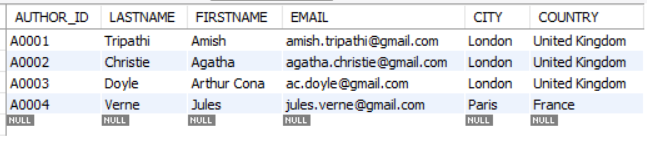 AUTHOR_ID LASTNAME FIRSTNAME EMAIL CITY COUNTRY
A0001 Tripathi Amish amish.tripathi@gmail.com London United Kingdom
A0002 Christie Agatha agatha.christie@gmail.com London United Kingdom
A0003 Doyle Arthur Cona ac.doyle@gmail.com London United Kingdom
A0004 Verne Jules jules.verne@gmail.com Paris France
NULL NULL NULL NULL NULL NULL